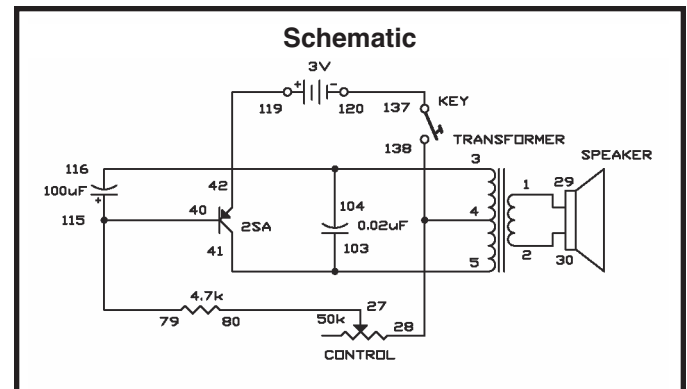 Schematic
3V
+ -
119 120 137 KEY
138 TRANSFORMER
3 SPEAKER
116
42 1 29
100uF
+
40 104 4
115 2SA 0.02uF
41 103
5 2 30
4.7k
27
79 80 50k 28
CONTROL